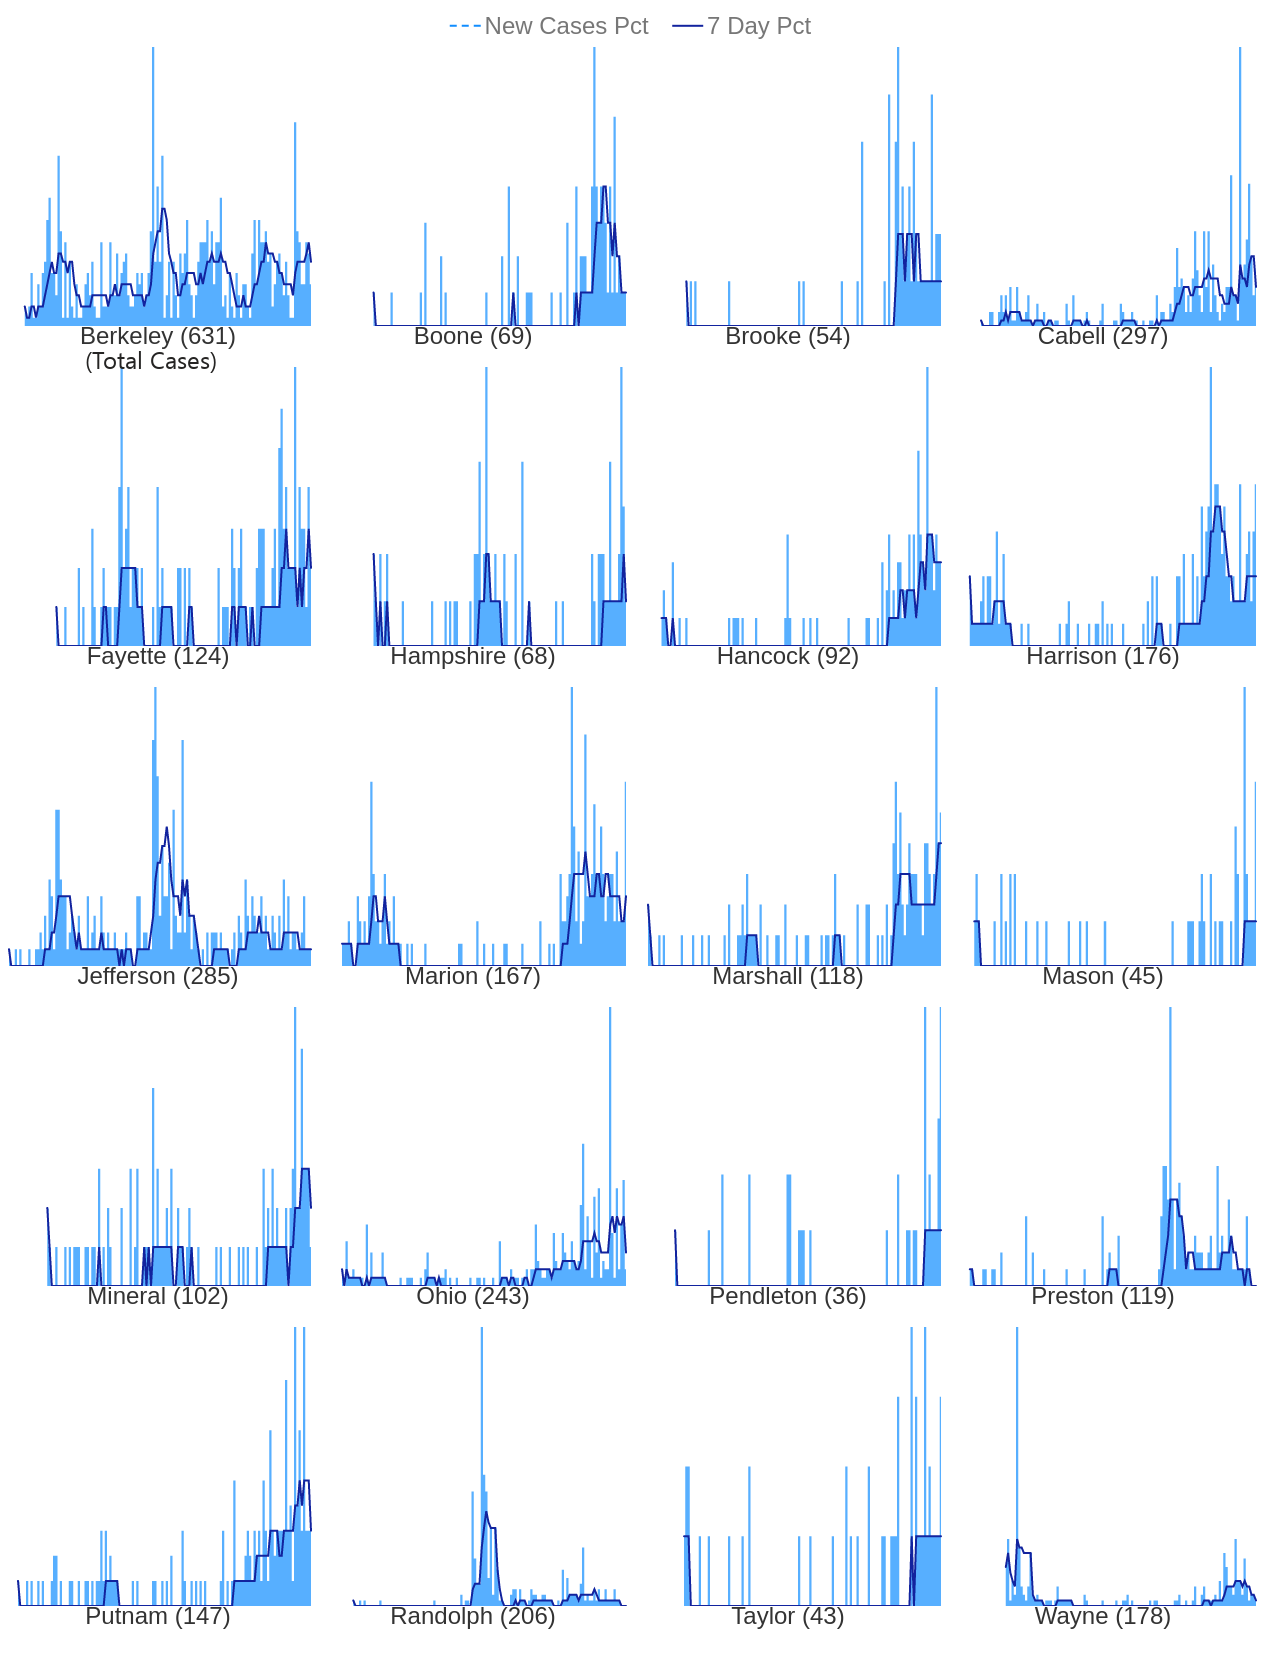 New Cases Pct 7 Day Pct
Berkeley (631) Boone (69) Brooke (54) Cabell (297)
(Total Cases)
Fayette (124) Hampshire (68) Hancock (92) Harrison (176)
Jefferson (285) Marion (167) Marshall (118) Mason (45)
Mineral (102) Ohio (243) Pendleton (36) Preston (119)
Putnam (147) Randolph (206) Taylor (43) Wayne (178)